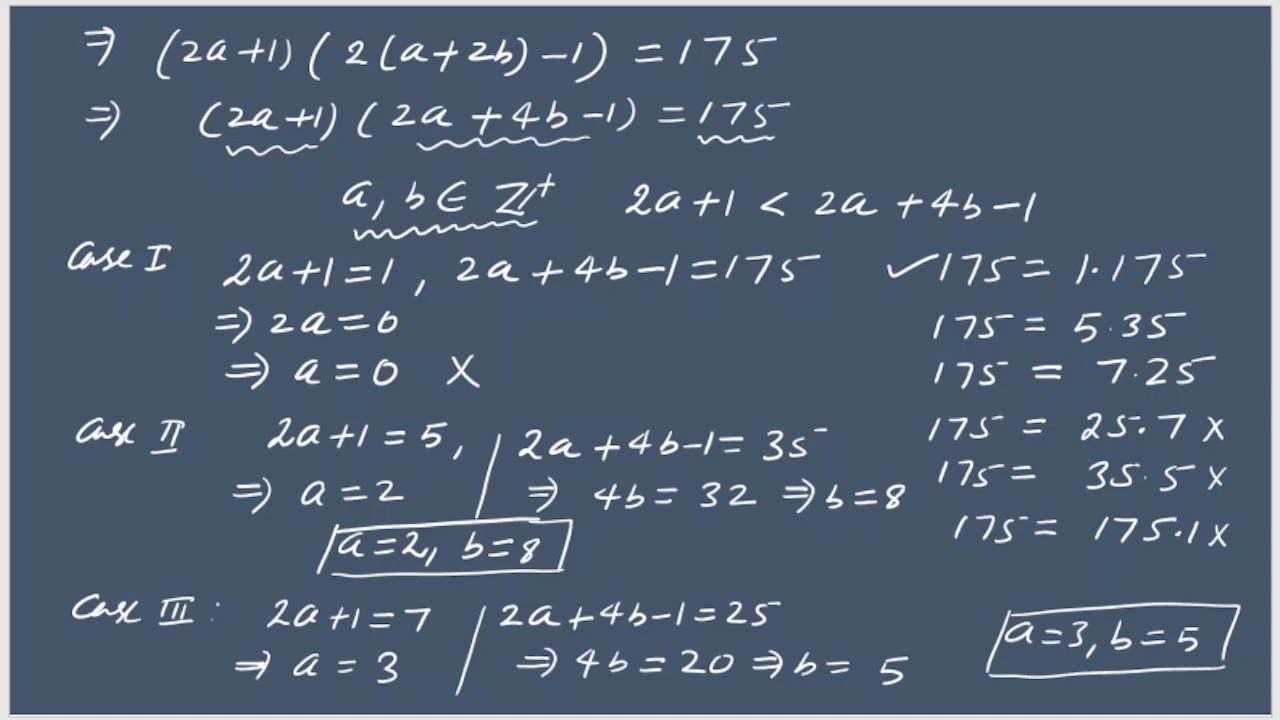 ⇒ (2a+1)(2(a+2b)-1) = 175
⇒ (2a+1)(2a+4b-1) = 175
a, b ∈ ℤ⁺ 2a+1 < 2a+4b-1
Case I 2a+1=1, 2a+4b-1=175 ✓175 = 1.175
⇒ 2a=0 175 = 5.35
⇒ a=0 X 175 = 7.25
Case II 2a+1=5, 2a+4b-1=35 175 = 25.7 x
⇒ a=2 ⇒ 4b=32 ⇒ b=8 175 = 35.5 x
a=2, b=8 175 = 175.1 x
Case III : 2a+1=7 2a+4b-1=25
⇒ a=3 ⇒ 4b=20 ⇒ b=5 a=3, b=5